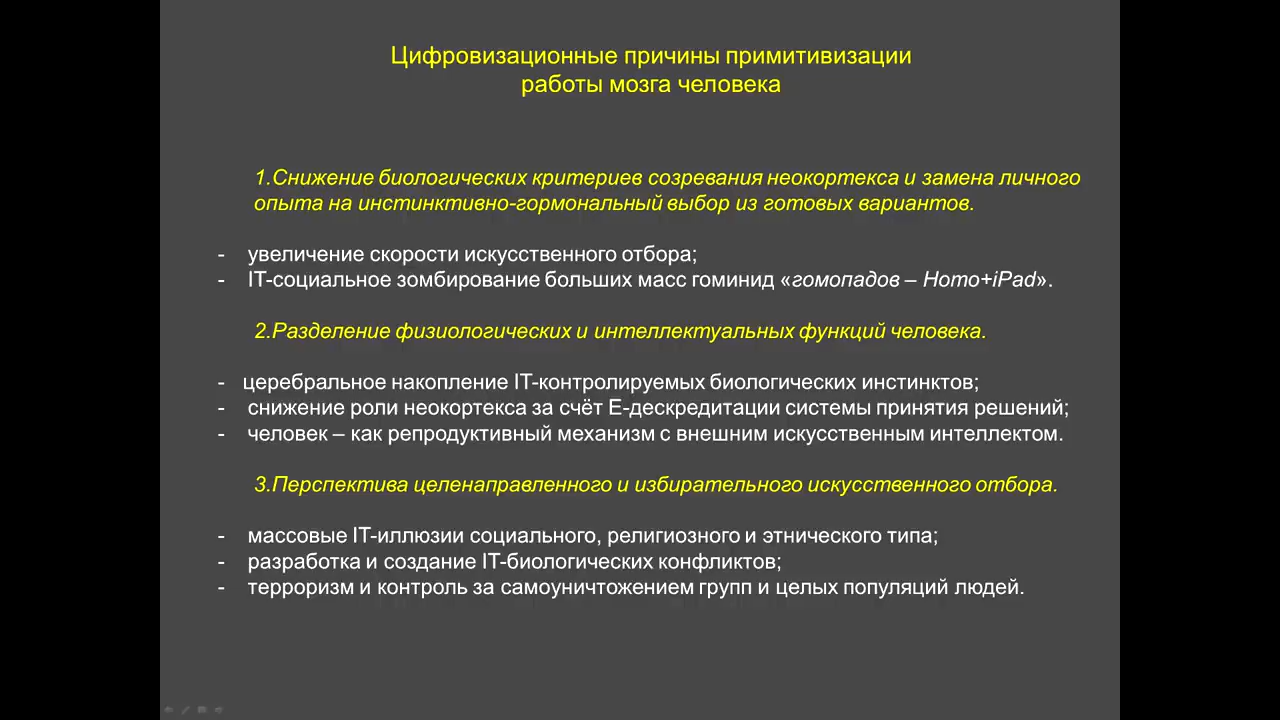 Цифровизационные причины примитивизации
работы мозга человека
1.Снижение биологических критериев созревания неокортекса и замена личного
опыта на инстинктивно-гормональный выбор из готовых вариантов.
- увеличение скорости искусственного отбора;
- IT-социальное зомбирование больших масс гоминид «гомопадов – Homo+iPad».
2.Разделение физиологических и интеллектуальных функций человека.
- церебральное накопление IT-контролируемых биологических инстинктов;
- снижение роли неокортекса за счёт Е-дескредитации системы принятия решений;
- человек – как репродуктивный механизм с внешним искусственным интеллектом.
3.Перспектива целенаправленного и избирательного искусственного отбора.
- массовые IT-иллюзии социального, религиозного и этнического типа;
- разработка и создание IT-биологических конфликтов;
- терроризм и контроль за самоуничтожением групп и целых популяций людей.